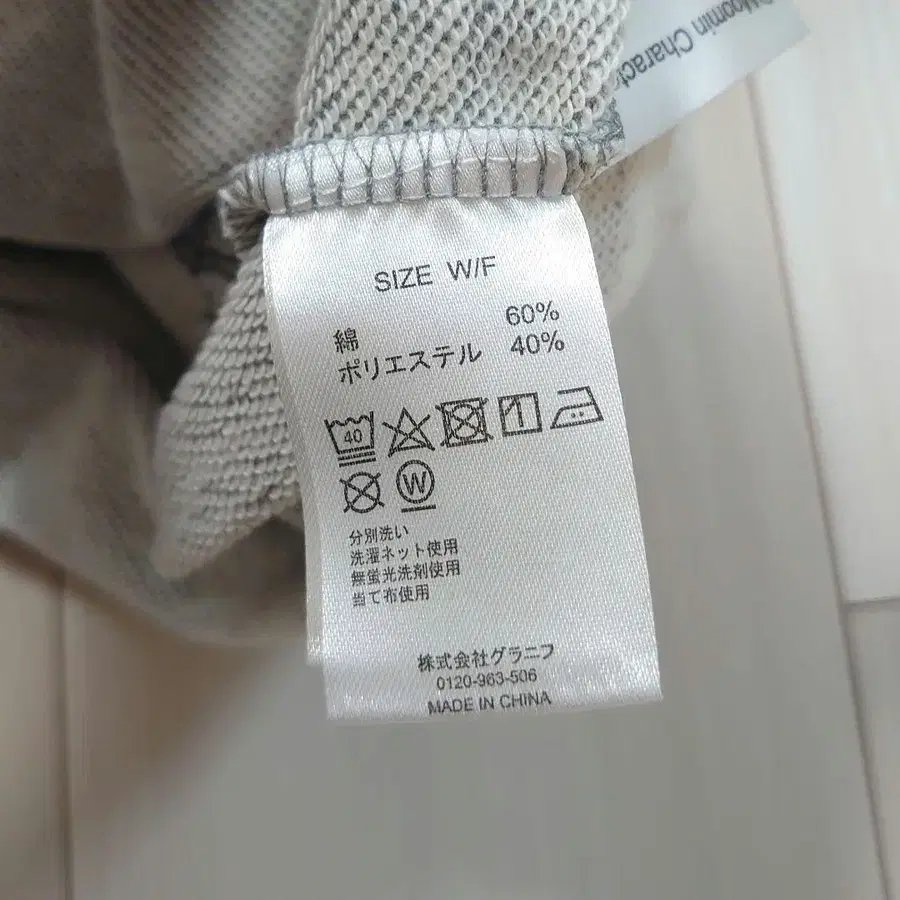 Moomin Charact
SIZE W/F
綿 60%
ポリエステル 40%
40
W
分別洗い
洗濯ネット使用
無蛍光洗剤使用
当て布使用
株式会社グラニフ
0120-963-506
MADE IN CHINA